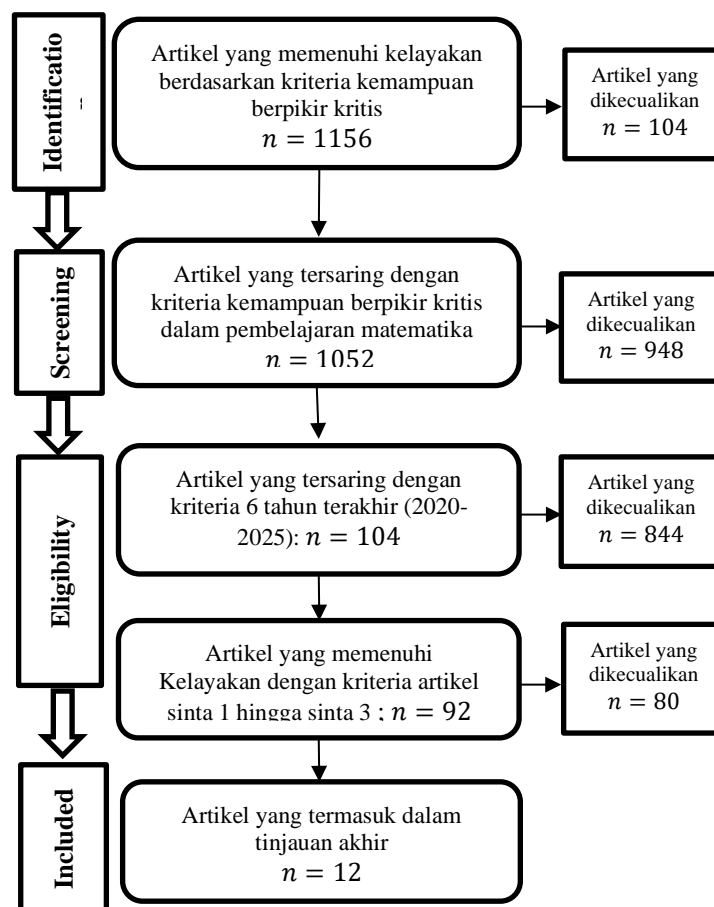 Identificatio
Artikel yang memenuhi kelayakan
berdasarkan kriteria kemampuan
berpikir kritis
n = 1156
Artikel yang
dikecualikan
n = 104
Screening
Artikel yang tersaring dengan
kriteria kemampuan berpikir kritis
dalam pembelajaran matematika
n = 1052
Artikel yang
dikecualikan
n = 948
Eligibility
Artikel yang tersaring dengan
kriteria 6 tahun terakhir (2020-
2025): n = 104
Artikel yang
dikecualikan
n = 844
Artikel yang memenuhi
Kelayakan dengan kriteria artikel
sinta 1 hingga sinta 3 ; n = 92
Artikel yang
dikecualikan
n = 80
Included
Artikel yang termasuk dalam
tinjauan akhir
n = 12